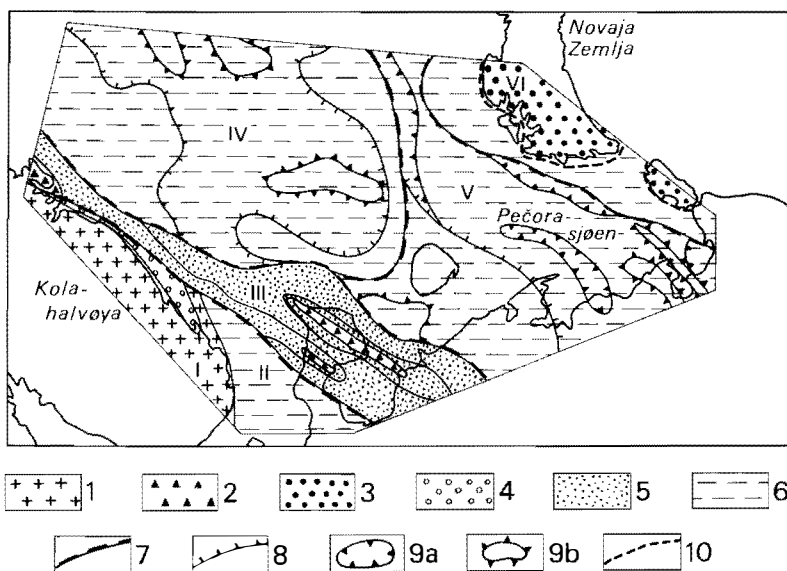 Novaja
Zemlja
VI
IV
V
Pečora-
sjøen
Kola-
halvøya
III
I
II
1
2
3
4
5
6
7
8
9a
9b
10